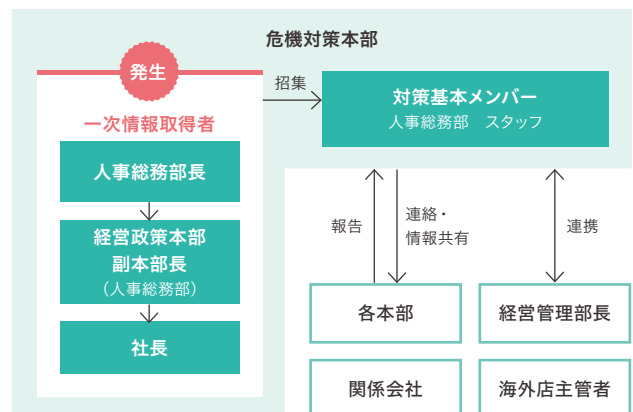 危機対策本部
発生
一次情報取得者
人事総務部長
経営政策本部
副本部長
（人事総務部）
社長
招集
対策基本メンバー
人事総務部　スタッフ
報告
連絡・
情報共有
連携
各本部
経営管理部長
関係会社
海外店主管者